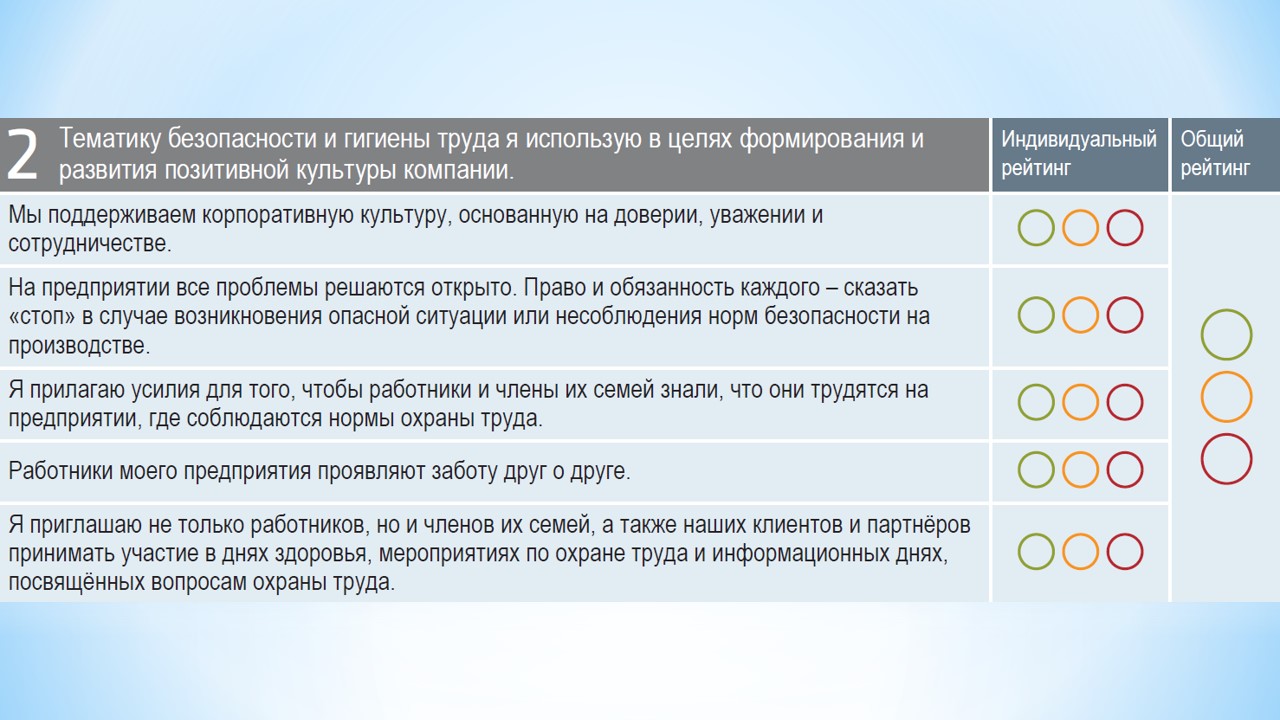 2
Тематику безопасности и гигиены труда я использую в целях формирования и
развития позитивной культуры компании.
Индивидуальный
рейтинг
Общий
рейтинг
Мы поддерживаем корпоративную культуру, основанную на доверии, уважении и
сотрудничестве.
На предприятии все проблемы решаются открыто. Право и обязанность каждого – сказать
«стоп» в случае возникновения опасной ситуации или несоблюдения норм безопасности на
производстве.
Я прилагаю усилия для того, чтобы работники и члены их семей знали, что они трудятся на
предприятии, где соблюдаются нормы охраны труда.
Работники моего предприятия проявляют заботу друг о друге.
Я приглашаю не только работников, но и членов их семей, а также наших клиентов и партнёров
принимать участие в днях здоровья, мероприятиях по охране труда и информационных днях,
посвящённых вопросам охраны труда.